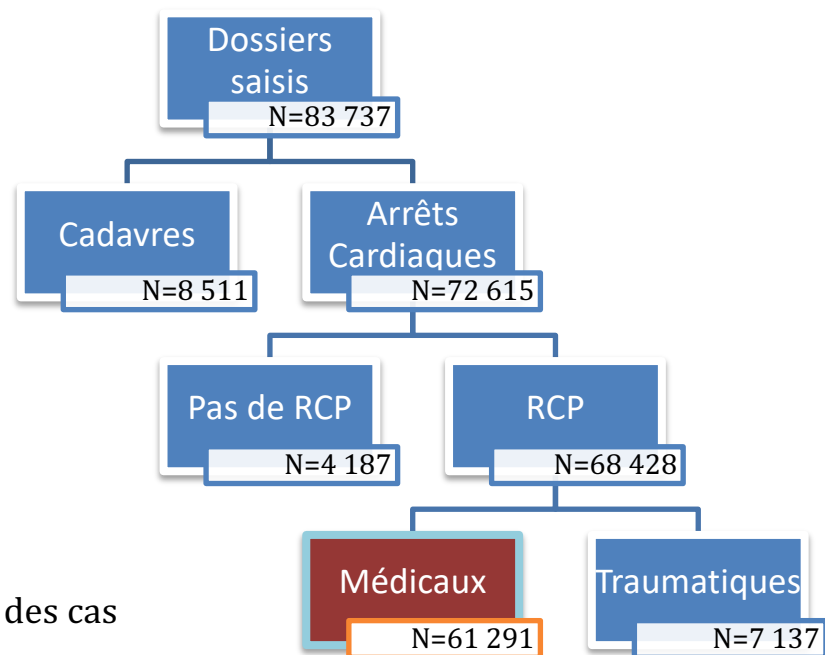 Dossiers
saisis
N=83 737
Cadavres
N=8 511
Arrêts
Cardiaques
N=72 615
Pas de RCP
N=4 187
RCP
N=68 428
Médicaux
N=61 291
Traumatiques
N=7 137
des cas